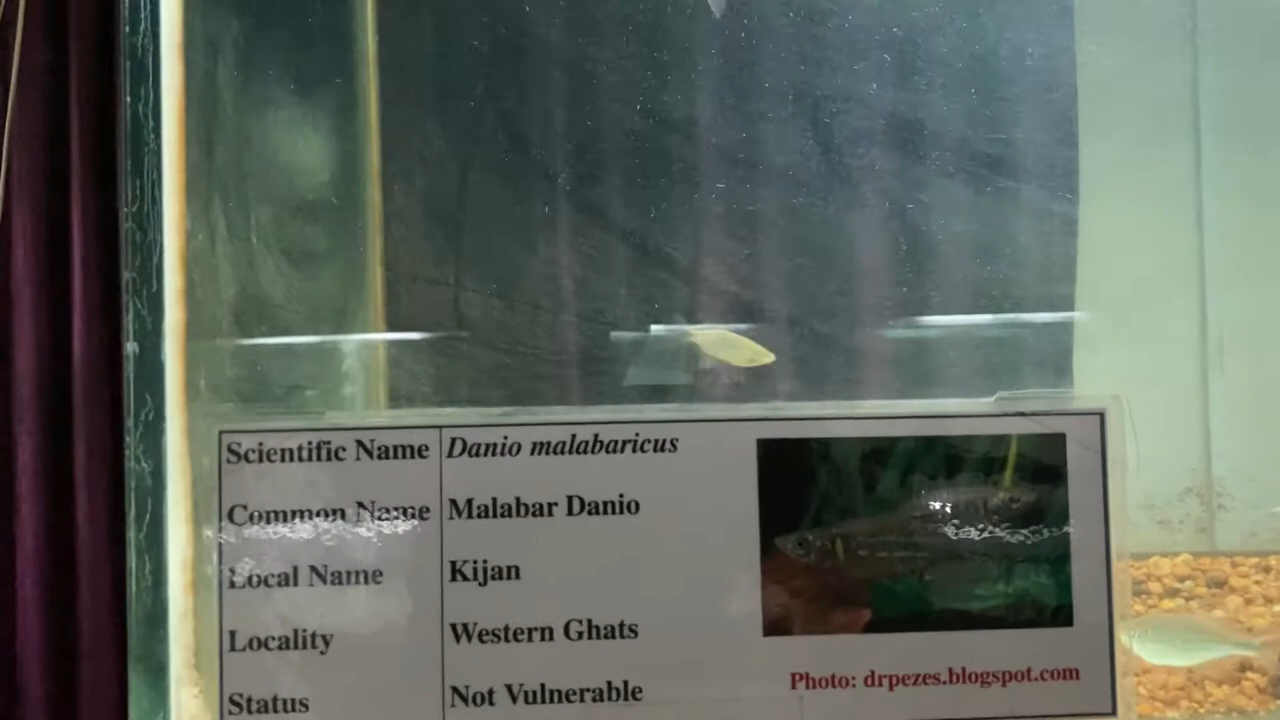 Scientific Name Danio malabaricus
Common Name Malabar Danio
Local Name Kijan
Locality Western Ghats
Status Not Vulnerable
Photo: drpezes.blogspot.com